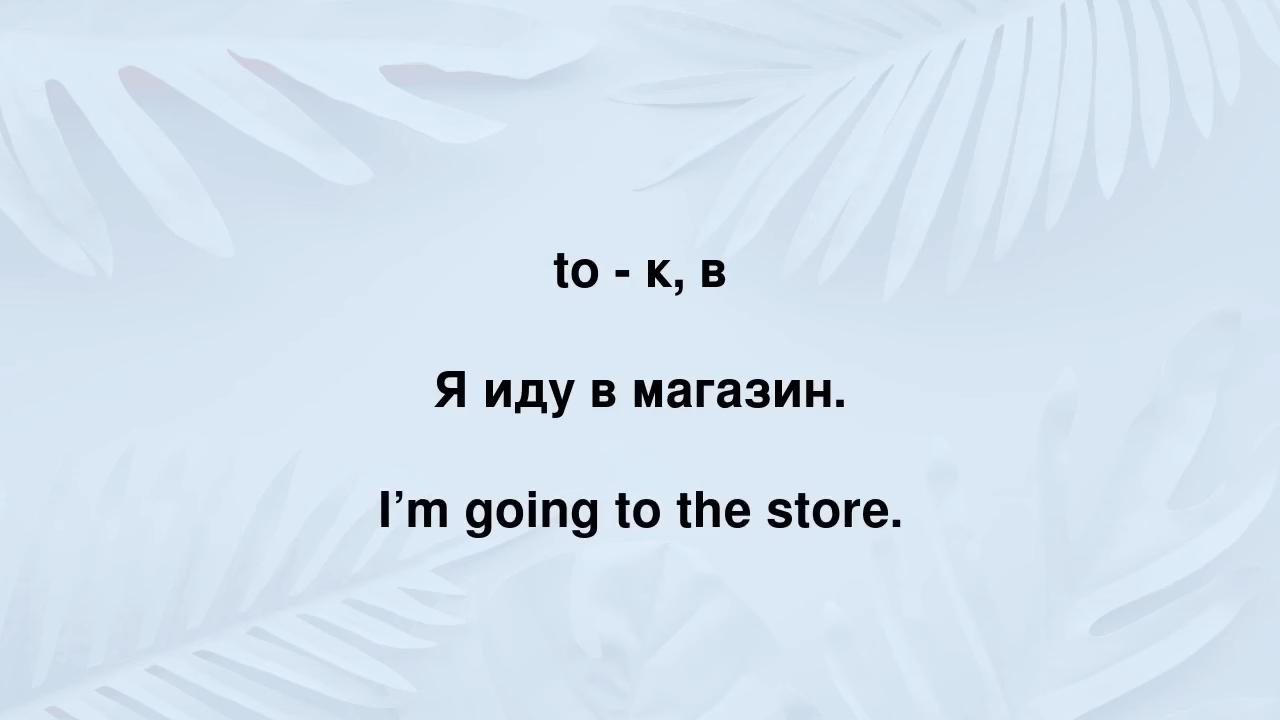 to - к, в
Я иду в магазин.
I’m going to the store.